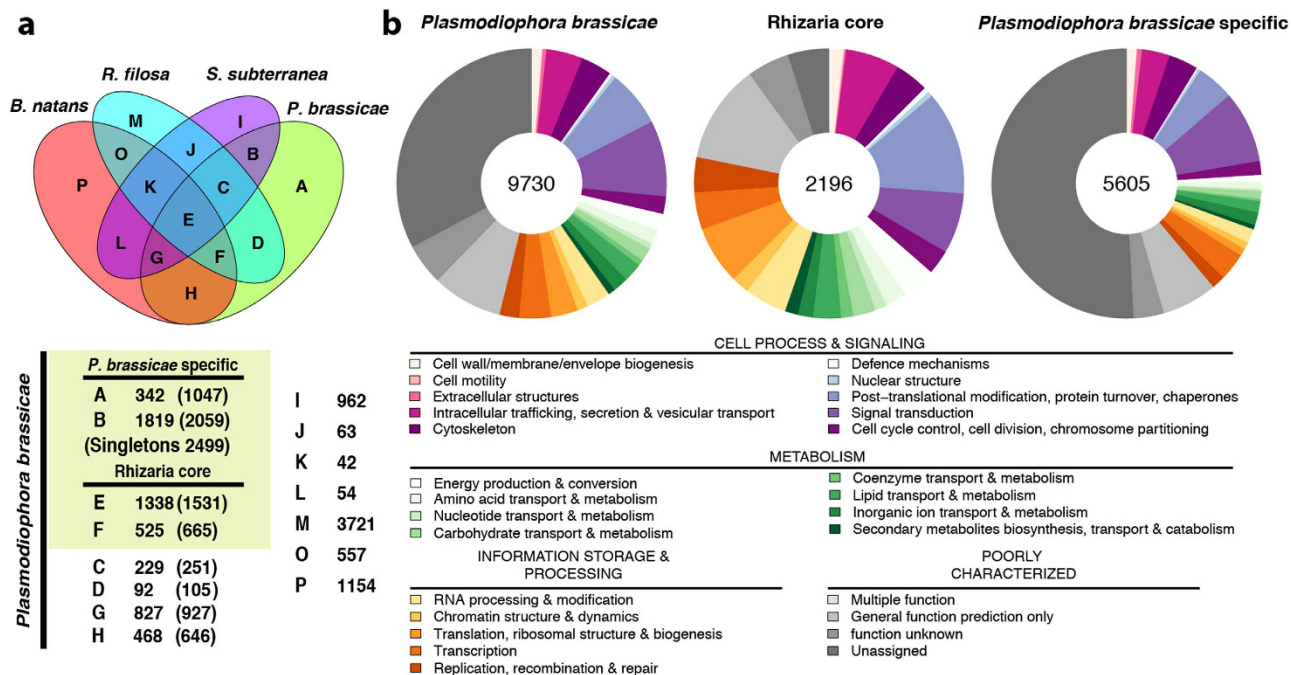 a
R. filosa
S. subterranea
B. natans
P. brassicae
M
I
O
J
B
P
K
C
A
E
L
D
G
F
H
Plasmodiophora brassicae
P. brassicae specific
A 342 (1047)
B 1819 (2059)
(Singletons 2499)
Rhizaria core
E 1338 (1531)
F 525 (665)
C 229 (251)
D 92 (105)
G 827 (927)
H 468 (646)
I 962
J 63
K 42
L 54
M 3721
O 557
P 1154
b
Plasmodiophora brassicae
Rhizaria core
Plasmodiophora brassicae specific
9730
2196
5605
CELL PROCESS & SIGNALING
Cell wall/membrane/envelope biogenesis
Cell motility
Extracellular structures
Intracellular trafficking, secretion & vesicular transport
Cytoskeleton
Defence mechanisms
Nuclear structure
Post-translational modification, protein turnover, chaperones
Signal transduction
Cell cycle control, cell division, chromosome partitioning
METABOLISM
Energy production & conversion
Amino acid transport & metabolism
Nucleotide transport & metabolism
Carbohydrate transport & metabolism
Coenzyme transport & metabolism
Lipid transport & metabolism
Inorganic ion transport & metabolism
Secondary metabolites biosynthesis, transport & catabolism
INFORMATION STORAGE &
PROCESSING
RNA processing & modification
Chromatin structure & dynamics
Translation, ribosomal structure & biogenesis
Transcription
Replication, recombination & repair
POORLY
CHARACTERIZED
Multiple function
General function prediction only
function unknown
Unassigned